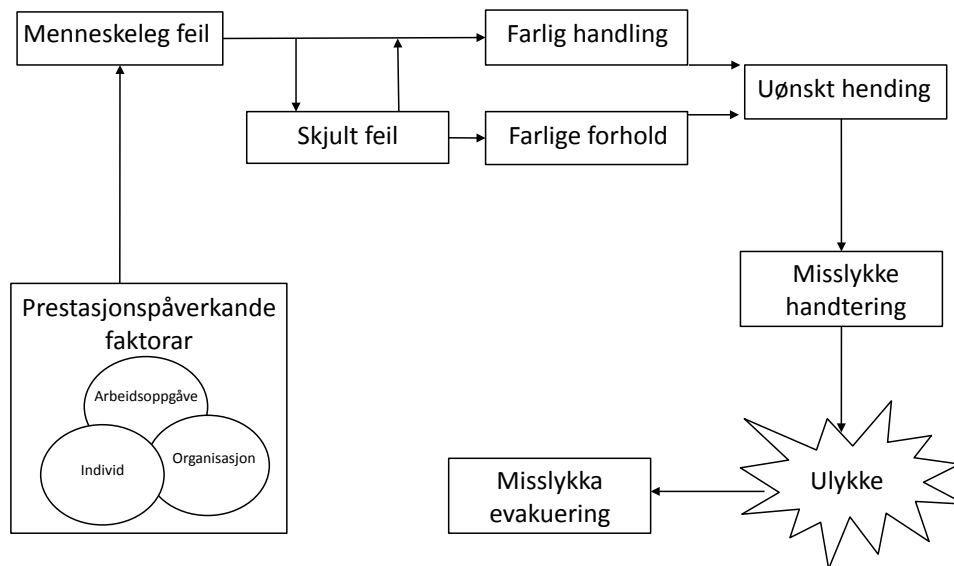 Menneskeleg feil
Farlig handling
Uønskt hending
Skjult feil
Farlige forhold
Misslykke
handtering
Prestasjonspåverkande
faktorar
Arbeidsoppgåve
Individ
Organisasjon
Misslykka
evakuering
Ulykke